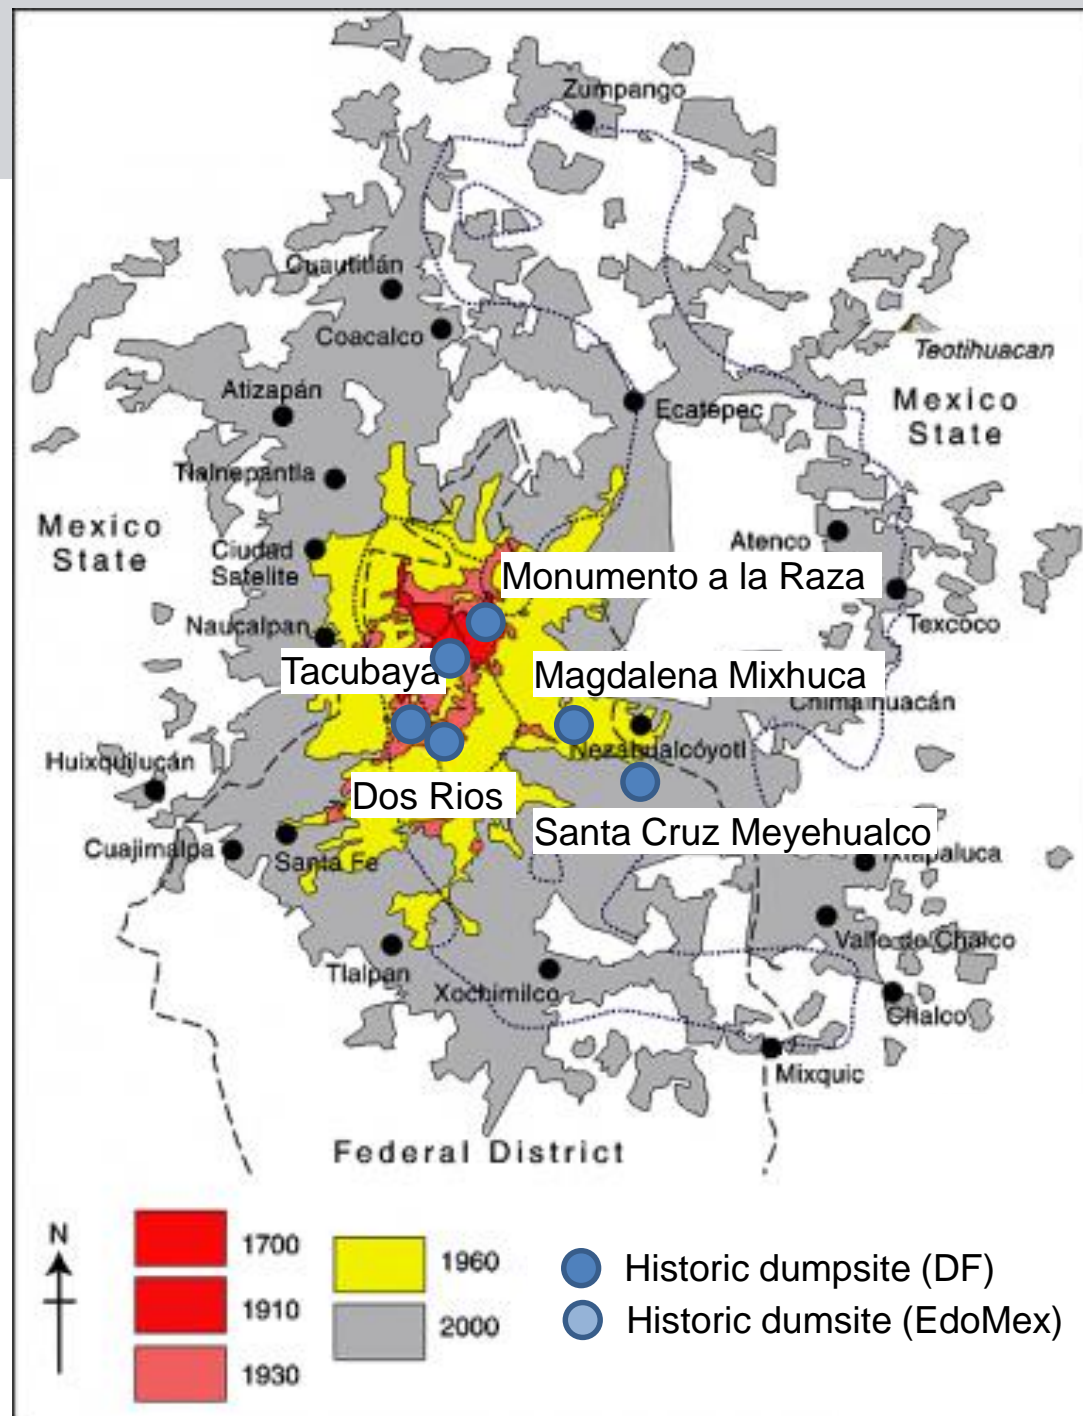 Zumpango
Cuautitlán
Coacalco
Teotihuacan
Atizapán
Ecatepec
Mexico
State
Tlalnepantla
Mexico
State
Ciudad
Satelite
Atenco
Monumento a la Raza
Texcoco
Naucalpan
Tacubaya
Magdalena Mixhuca
Chimalhuacán
Nezahualcóyotl
Huixquilucán
Dos Rios
Santa Cruz Meyehualco
Cuajimalpa
Santa Fe
Ixtapaluca
Valle de Chalco
Tlalpan
Xochimilco
Chalco
Mixquic
Federal District
N
1700
1910
1930
1960
2000
Historic dumpsite (DF)
Historic dumsite (EdoMex)